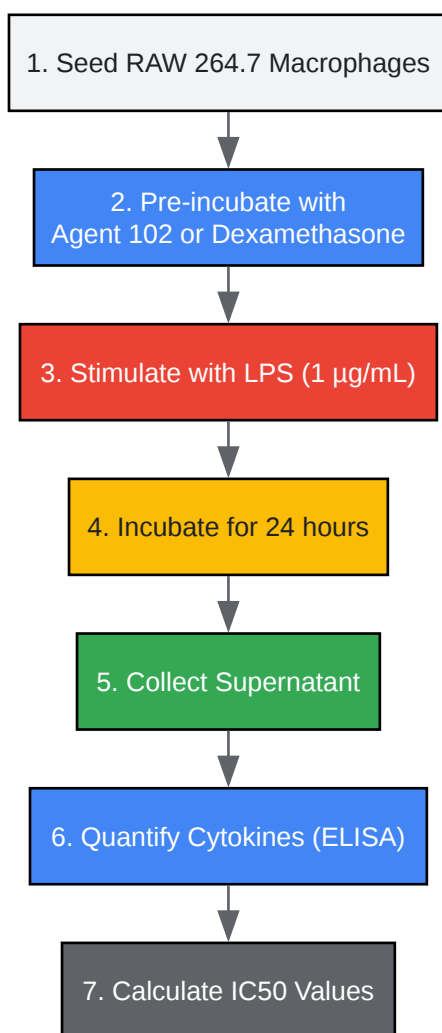 1. Seed RAW 264.7 Macrophages
2. Pre-incubate with
Agent 102 or Dexamethasone
3. Stimulate with LPS (1 µg/mL)
4. Incubate for 24 hours
5. Collect Supernatant
6. Quantify Cytokines (ELISA)
7. Calculate IC50 Values